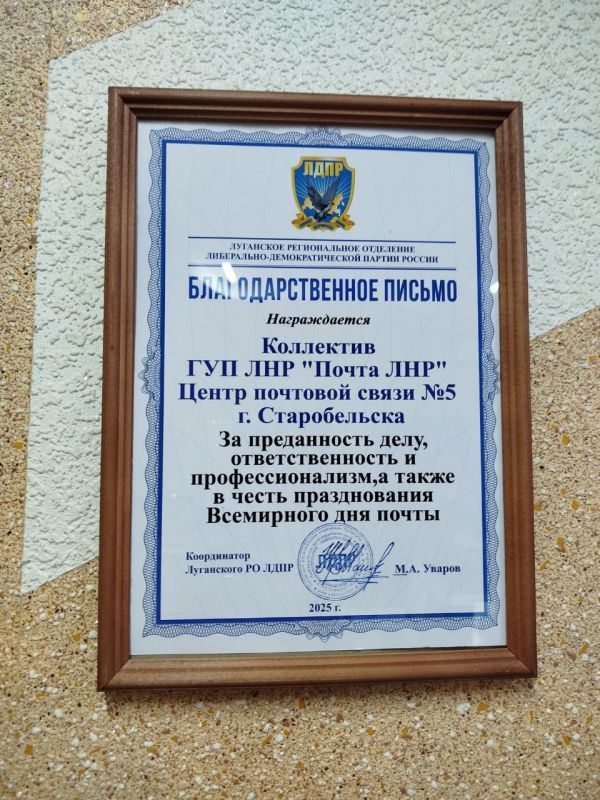 ЛДПР
ЛУГАНСКОЕ РЕГИОНАЛЬНОЕ ОТДЕЛЕНИЕ
ЛИБЕРАЛЬНО-ДЕМОКРАТИЧЕСКОЙ ПАРТИИ РОССИИ
БЛАГОДАРСТВЕННОЕ ПИСЬМО
Награждается
Коллектив
ГУП ЛНР "Почта ЛНР"
Центр почтовой связи №5
г. Старобельска
За преданность делу,
ответственность и
профессионализм,а также
в честь празднования
Всемирного дня почты
Координатор
Луганского РО ЛДПР М.А. Уваров
ЛДПР
2025 г.